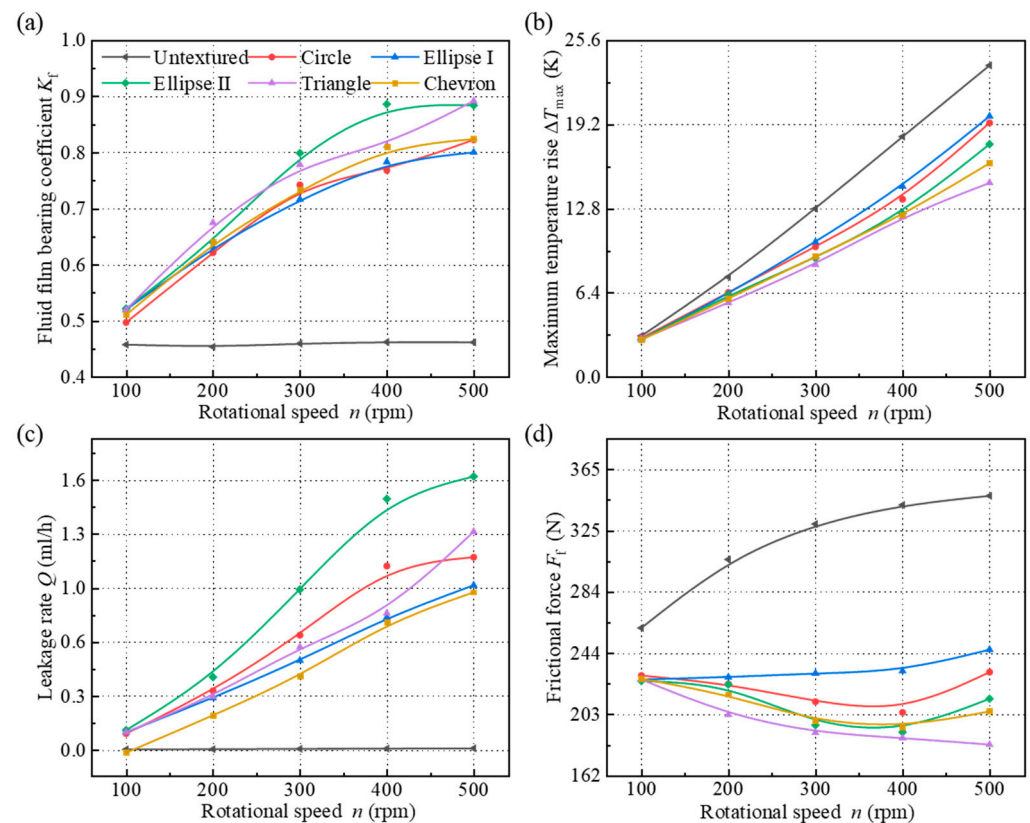 (a)
1.0
0.9
0.8
0.7
0.6
0.5
0.4
Fluid film bearing coefficient Kf
Untextured Circle Ellipse I
Ellipse II Triangle Chevron
100 200 300 400 500
Rotational speed n (rpm)
(b)
25.6
19.2
12.8
6.4
0.0
Maximum temperature rise ΔTmax (K)
100 200 300 400 500
Rotational speed n (rpm)
(c)
1.6
1.3
1.0
0.6
0.3
0.0
Leakage rate Q (ml/h)
100 200 300 400 500
Rotational speed n (rpm)
(d)
365
325
284
244
203
162
Frictional force Ff (N)
100 200 300 400 500
Rotational speed n (rpm)